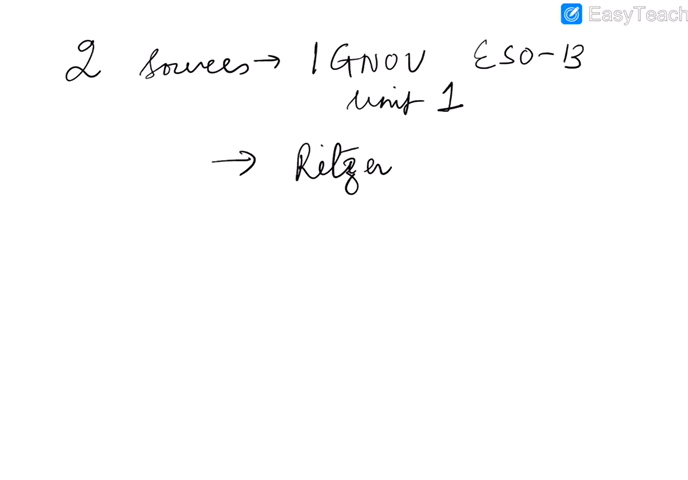 EasyTeach
2 sources → IGNOU ESO-13
unit 1
→ Ritzer